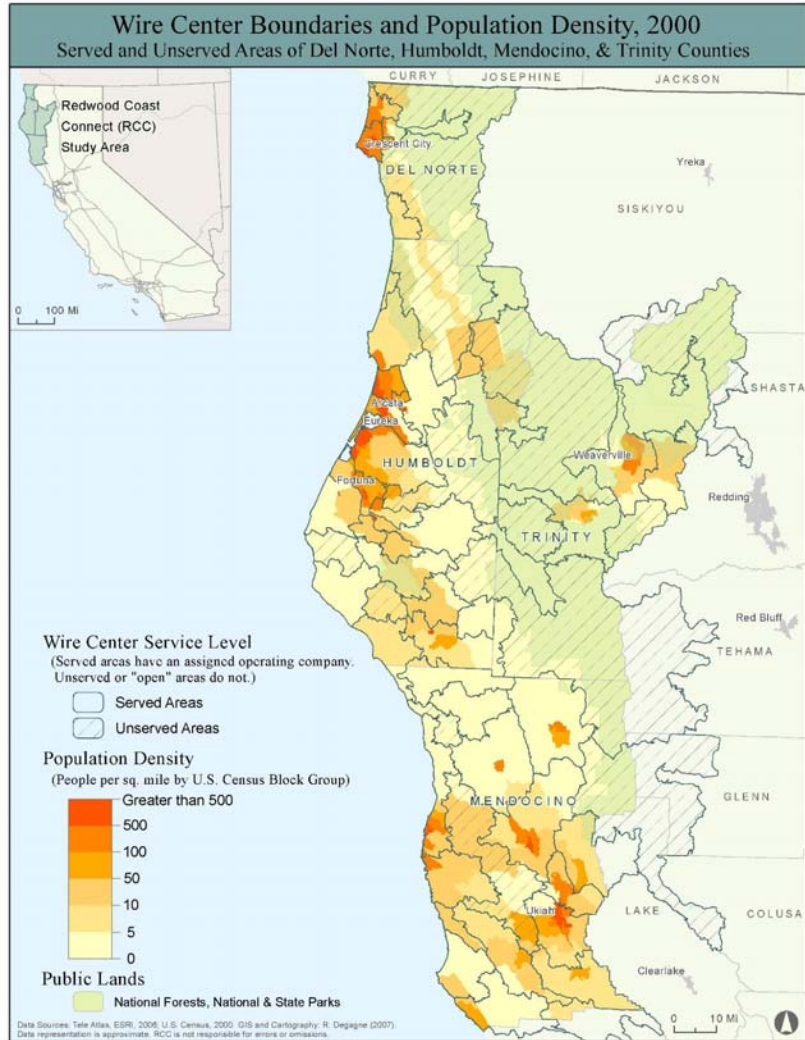 Wire Center Boundaries and Population Density, 2000
Served and Unserved Areas of Del Norte, Humboldt, Mendocino, & Trinity Counties
CURRY
JOSEPHINE
JACKSON
Redwood Coast
Connect (RCC)
Study Area
0 100 Mi
Crescent City
DEL NORTE
Yreka
SISKIYOU
SHASTA
Arcata
Eureka
HUMBOLDT
Weaverville
Fortuna
Redding
TRINITY
Red Bluff
TEHAMA
Wire Center Service Level
(Served areas have an assigned operating company.
Unserved or "open" areas do not.)
Served Areas
Unserved Areas
Population Density
(People per sq. mile by U.S. Census Block Group)
Greater than 500
500
100
50
10
5
0
MENDOCINO
GLENN
Ukiah
LAKE
COLUSA
Clearlake
Public Lands
National Forests, National & State Parks
Data Sources: Tele Atlas, ESRI, 2006; U.S. Census, 2000. GIS and Cartography: R. Degagne (2007).
Data representation is approximate. RCC is not responsible for errors or omissions.
0 10 Mi